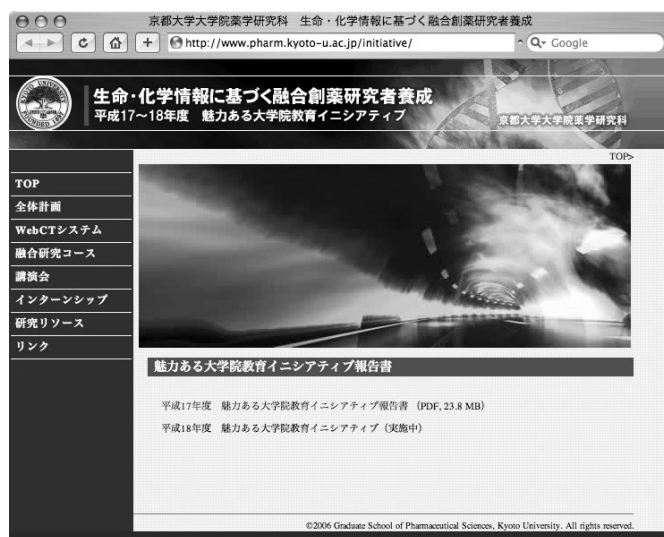 京都大学大学院薬学研究科　生命・化学情報に基づく融合創薬研究者養成
http://www.pharm.kyoto-u.ac.jp/initiative/
Google
生命・化学情報に基づく融合創薬研究者養成
平成17～18年度　魅力ある大学院教育イニシアティブ
京都大学大学院薬学研究科
TOP>
TOP
全体計画
WebCTシステム
融合研究コース
講演会
インターンシップ
研究リソース
リンク
魅力ある大学院教育イニシアティブ報告書
平成17年度　魅力ある大学院教育イニシアティブ報告書 (PDF, 23.8 MB)
平成18年度　魅力ある大学院教育イニシアティブ（実施中）
©2006 Graduate School of Pharmaceutical Sciences, Kyoto University. All rights reserved.